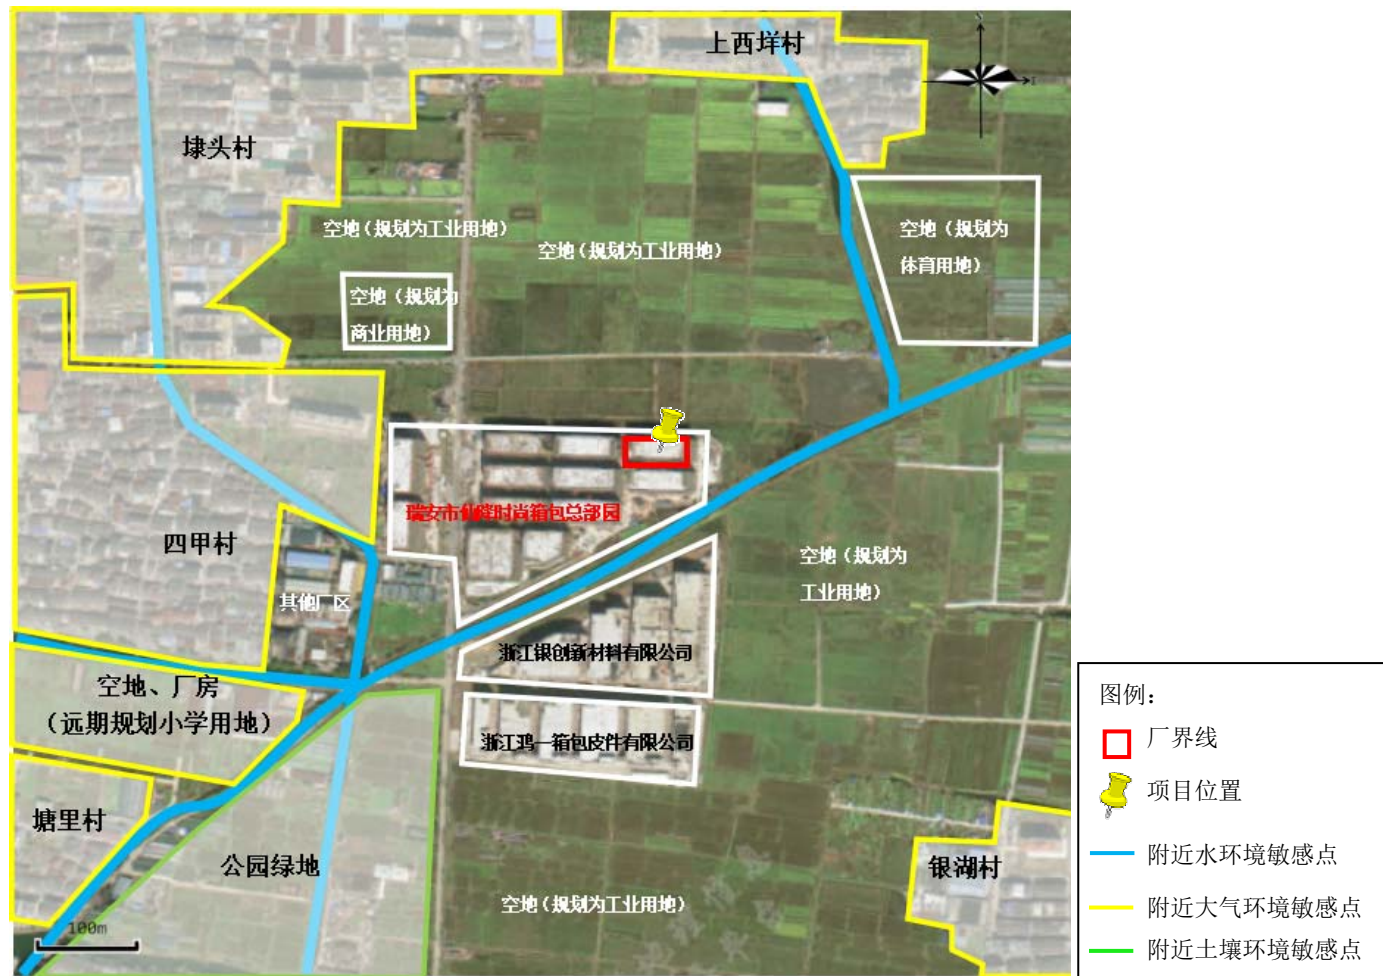 上西垟村
埭头村
空地（规划为工业用地）
空地（规划为工业用地）
空地（规划为
体育用地）
空地（规划为
商业用地）
瑞安市仙降时尚箱包总部园
四甲村
空地（规划为
工业用地）
其他厂区
浙江银创新材料有限公司
空地、厂房
（远期规划小学用地）
浙江鸿一箱包皮件有限公司
塘里村
公园绿地
银湖村
空地（规划为工业用地）
100m
图例：
厂界线
项目位置
附近水环境敏感点
附近大气环境敏感点
附近土壤环境敏感点